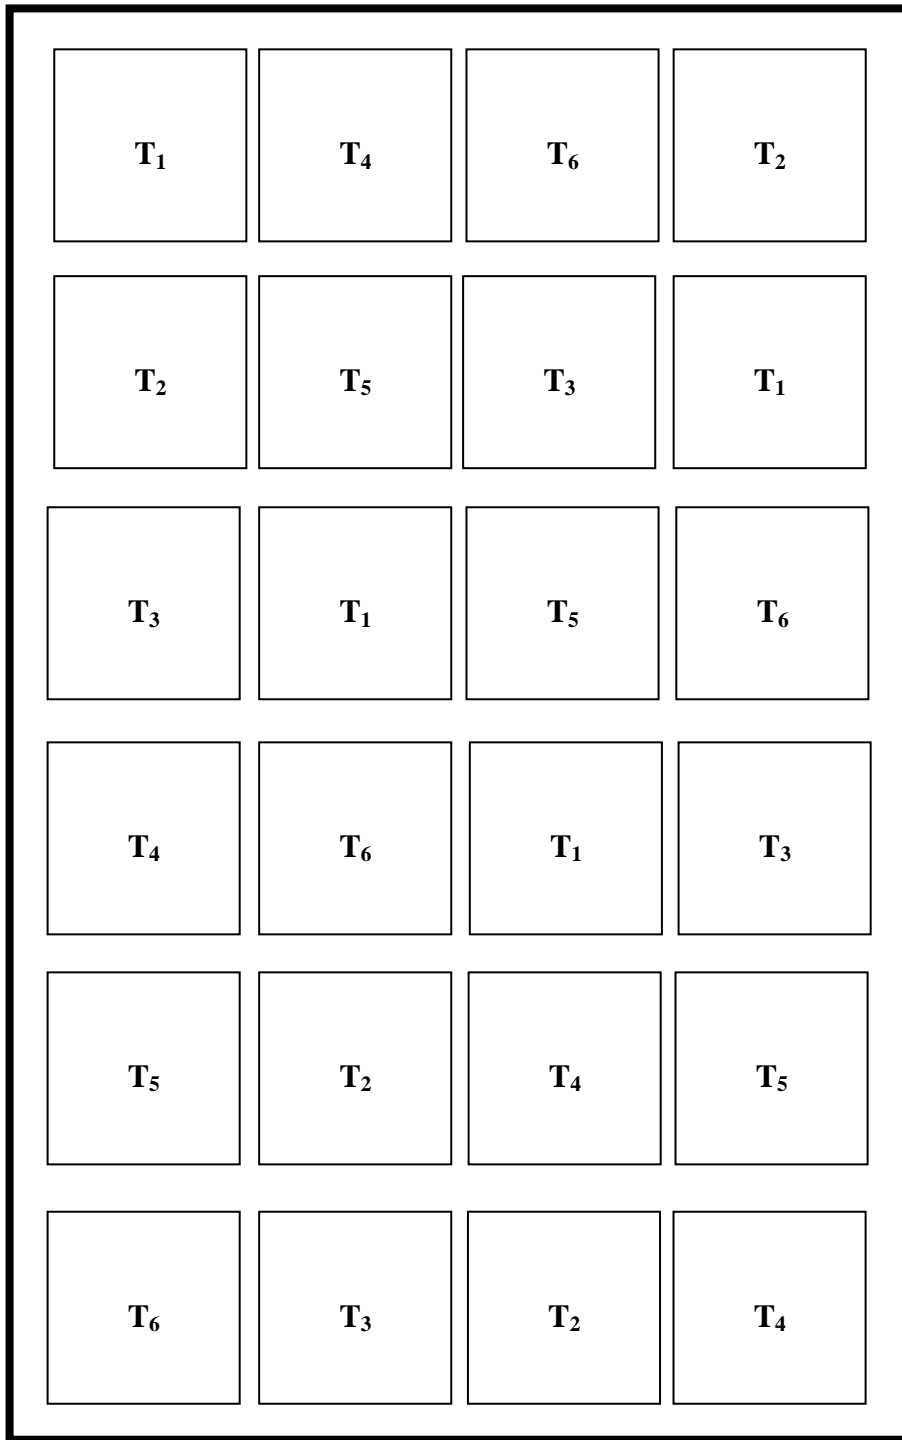 T₁ T₄ T₆ T₂
T₂ T₅ T₃ T₁
T₃ T₁ T₅ T₆
T₄ T₆ T₁ T₃
T₅ T₂ T₄ T₅
T₆ T₃ T₂ T₄